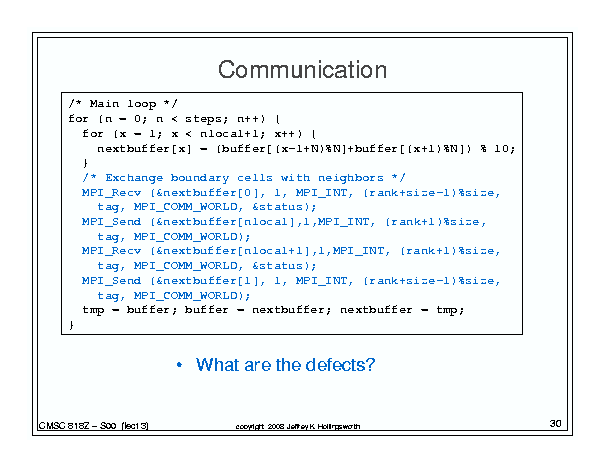 Communication
/* Main loop */
for (n = 0; n < steps; n++) {
for (x = 1; x < nlocal+1; x++) {
nextbuffer[x] = (buffer[(x-1+N)%N]+buffer[(x+1)%N]) % 10;
}
/* Exchange boundary cells with neighbors */
MPI_Recv (&nextbuffer[0], 1, MPI_INT, (rank+size-1)%size,
tag, MPI_COMM_WORLD, &status);
MPI_Send (&nextbuffer[nlocal],1,MPI_INT, (rank+1)%size,
tag, MPI_COMM_WORLD);
MPI_Recv (&nextbuffer[nlocal+1],1,MPI_INT, (rank+1)%size,
tag, MPI_COMM_WORLD, &status);
MPI_Send (&nextbuffer[1], 1, MPI_INT, (rank+size-1)%size,
tag, MPI_COMM_WORLD);
tmp = buffer; buffer = nextbuffer; nextbuffer = tmp;
}
• What are the defects?
CMSC 818Z – S00 (lect3)
copyright 2008 Jeffrey K Hollingsworth
30